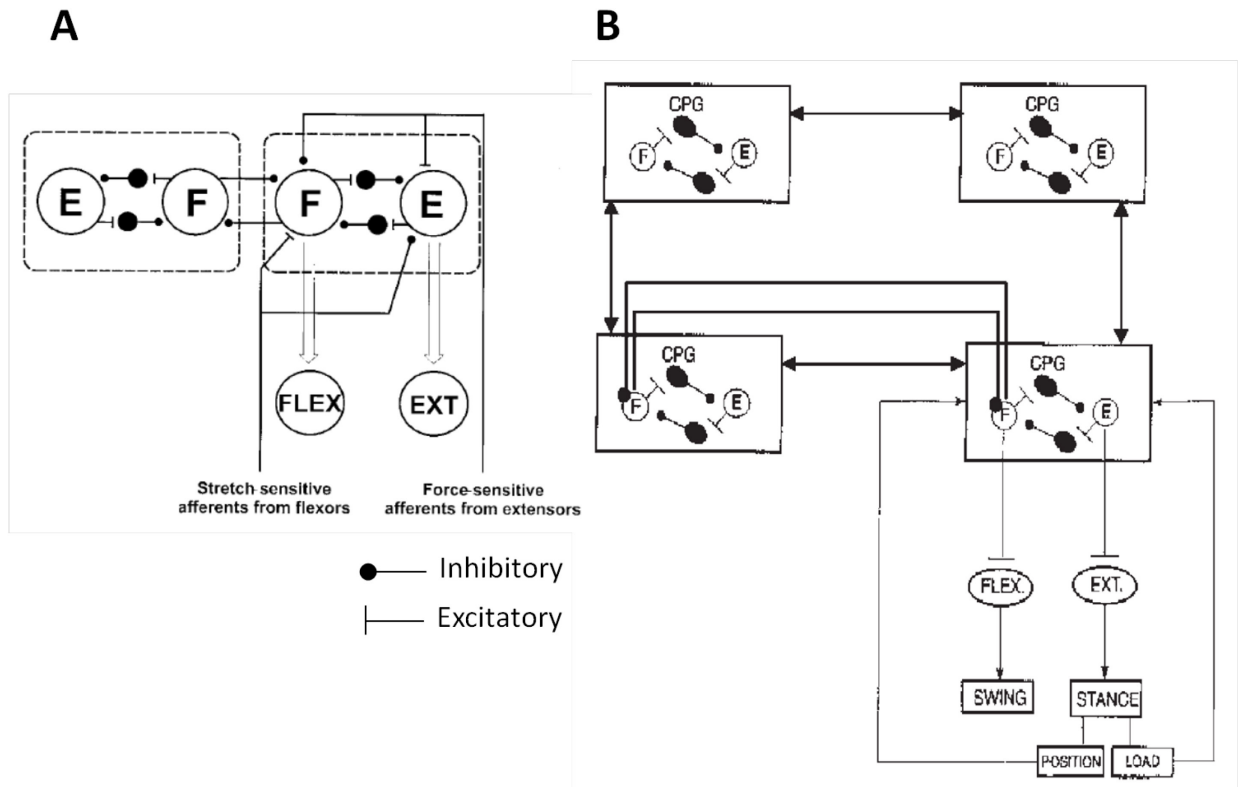 A
B
E
F
F
E
FLEX
EXT
Stretch-sensitive
afferents from flexors
Force-sensitive
afferents from extensors
Inhibitory
Excitatory
CPG
F
E
CPG
F
E
CPG
F
E
CPG
F
E
FLEX.
EXT.
SWING
STANCE
POSITION
LOAD